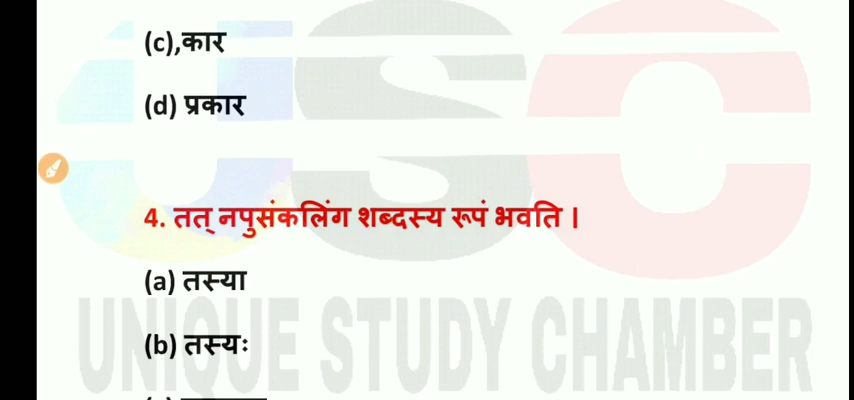 (c),कार
(d) प्रकार
4. तत् नपुसंकलिंग शब्दस्य रूपं भवति ।
(a) तस्या
(b) तस्यः
UNIQUE STUDY CHAMBER